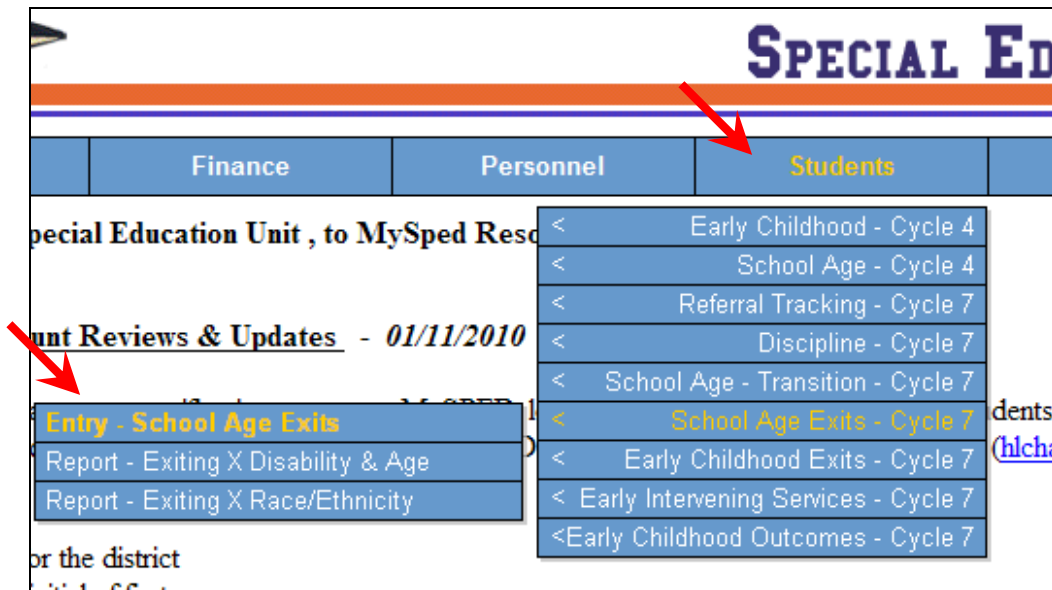 SPECIAL ED
Finance Personnel Students
pecial Education Unit , to MySped Reso
unt Reviews & Updates - 01/11/2010
< Early Childhood - Cycle 4
< School Age - Cycle 4
< Referral Tracking - Cycle 7
< Discipline - Cycle 7
< School Age - Transition - Cycle 7
< School Age Exits - Cycle 7
< Early Childhood Exits - Cycle 7
< Early Intervening Services - Cycle 7
<Early Childhood Outcomes - Cycle 7
Entry - School Age Exits
Report - Exiting X Disability & Age
Report - Exiting X Race/Ethnicity
dents
(hlcha
or the district